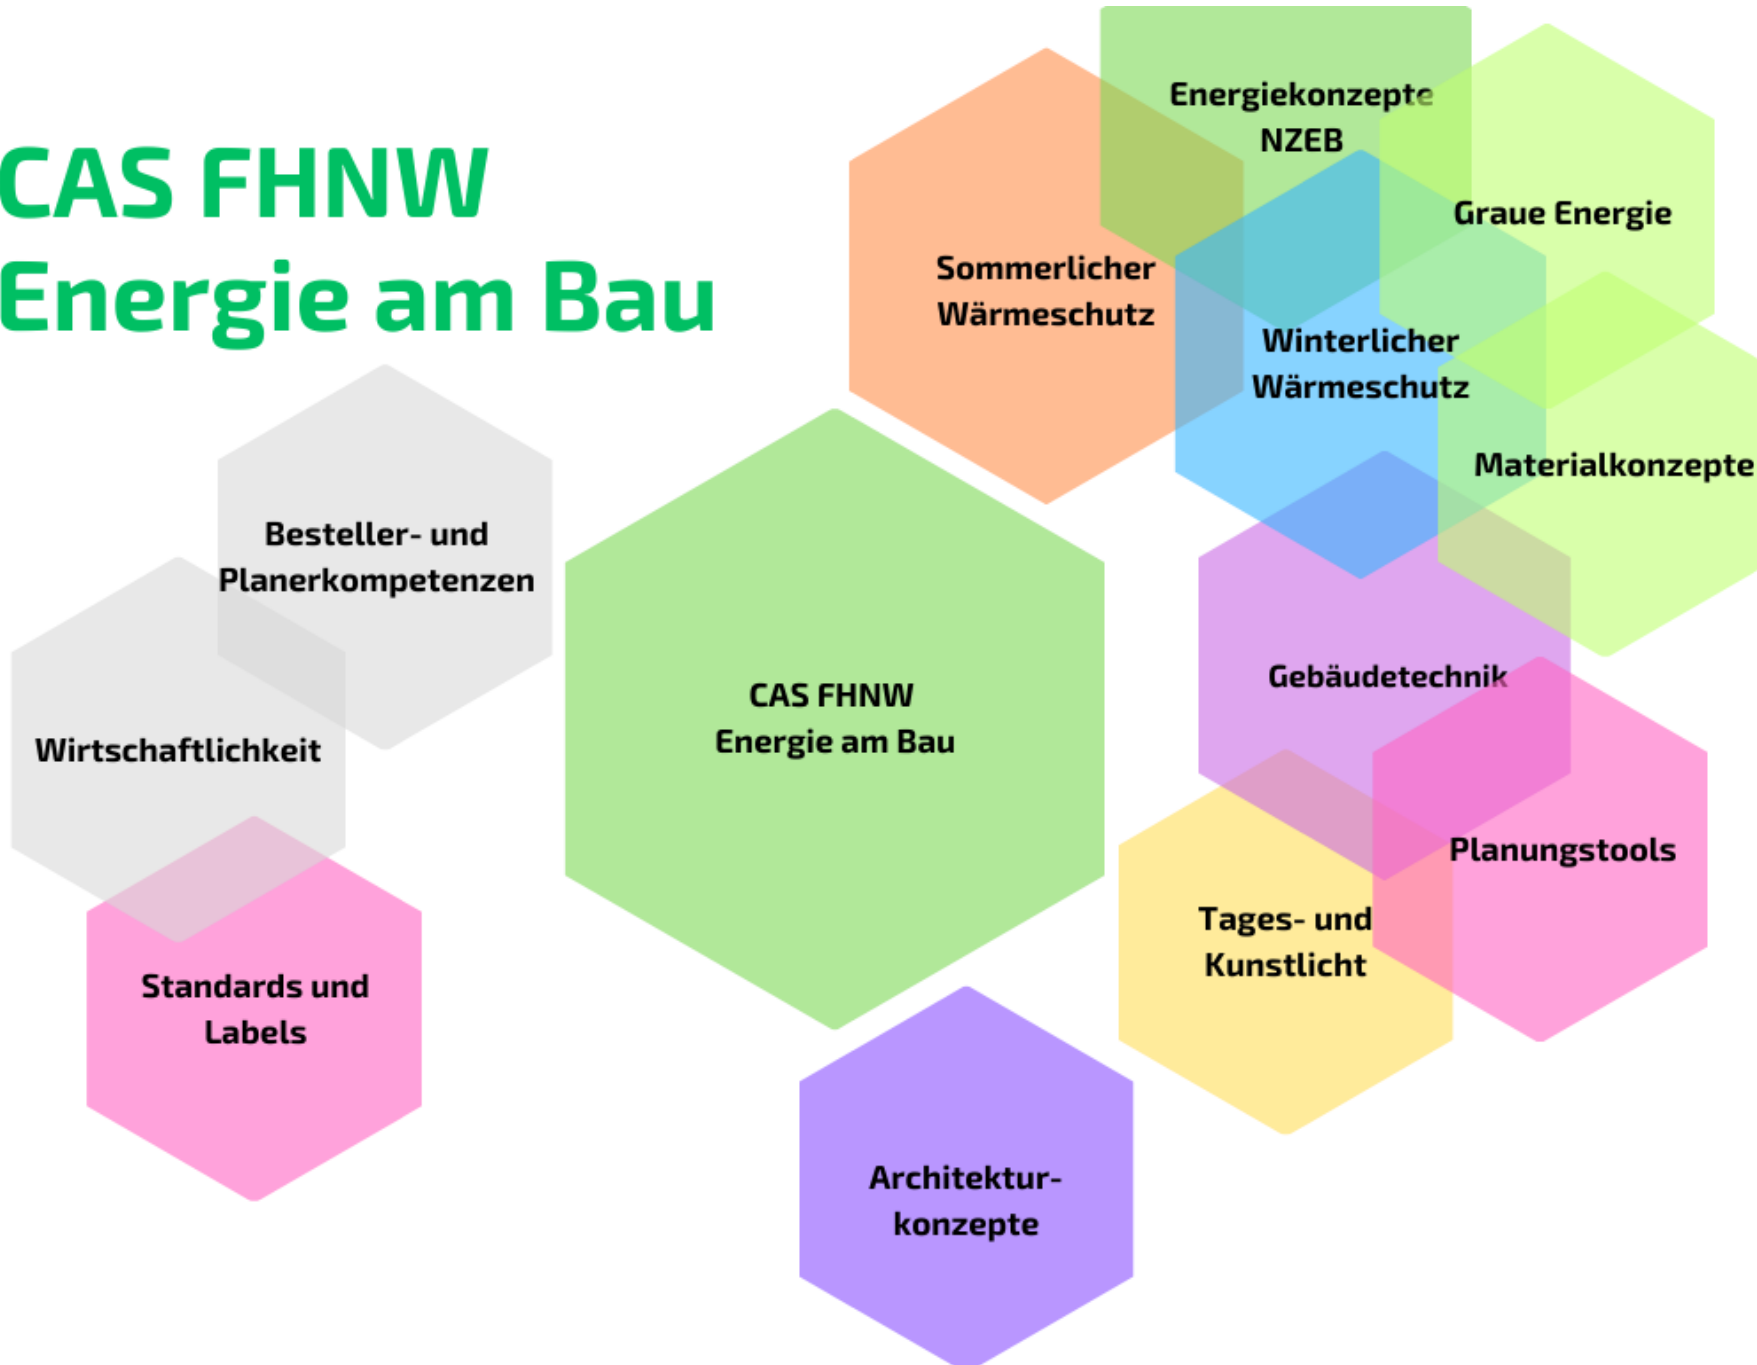 CAS FHNW
Energie am Bau
Energiekonzepte
NZEB
Graue Energie
Sommerlicher
Wärmeschutz
Winterlicher
Wärmeschutz
Materialkonzepte
Besteller- und
Planerkompetenzen
Gebäudetechnik
CAS FHNW
Energie am Bau
Wirtschaftlichkeit
Planungstools
Tages- und
Kunstlicht
Standards und
Labels
Architektur-
konzepte